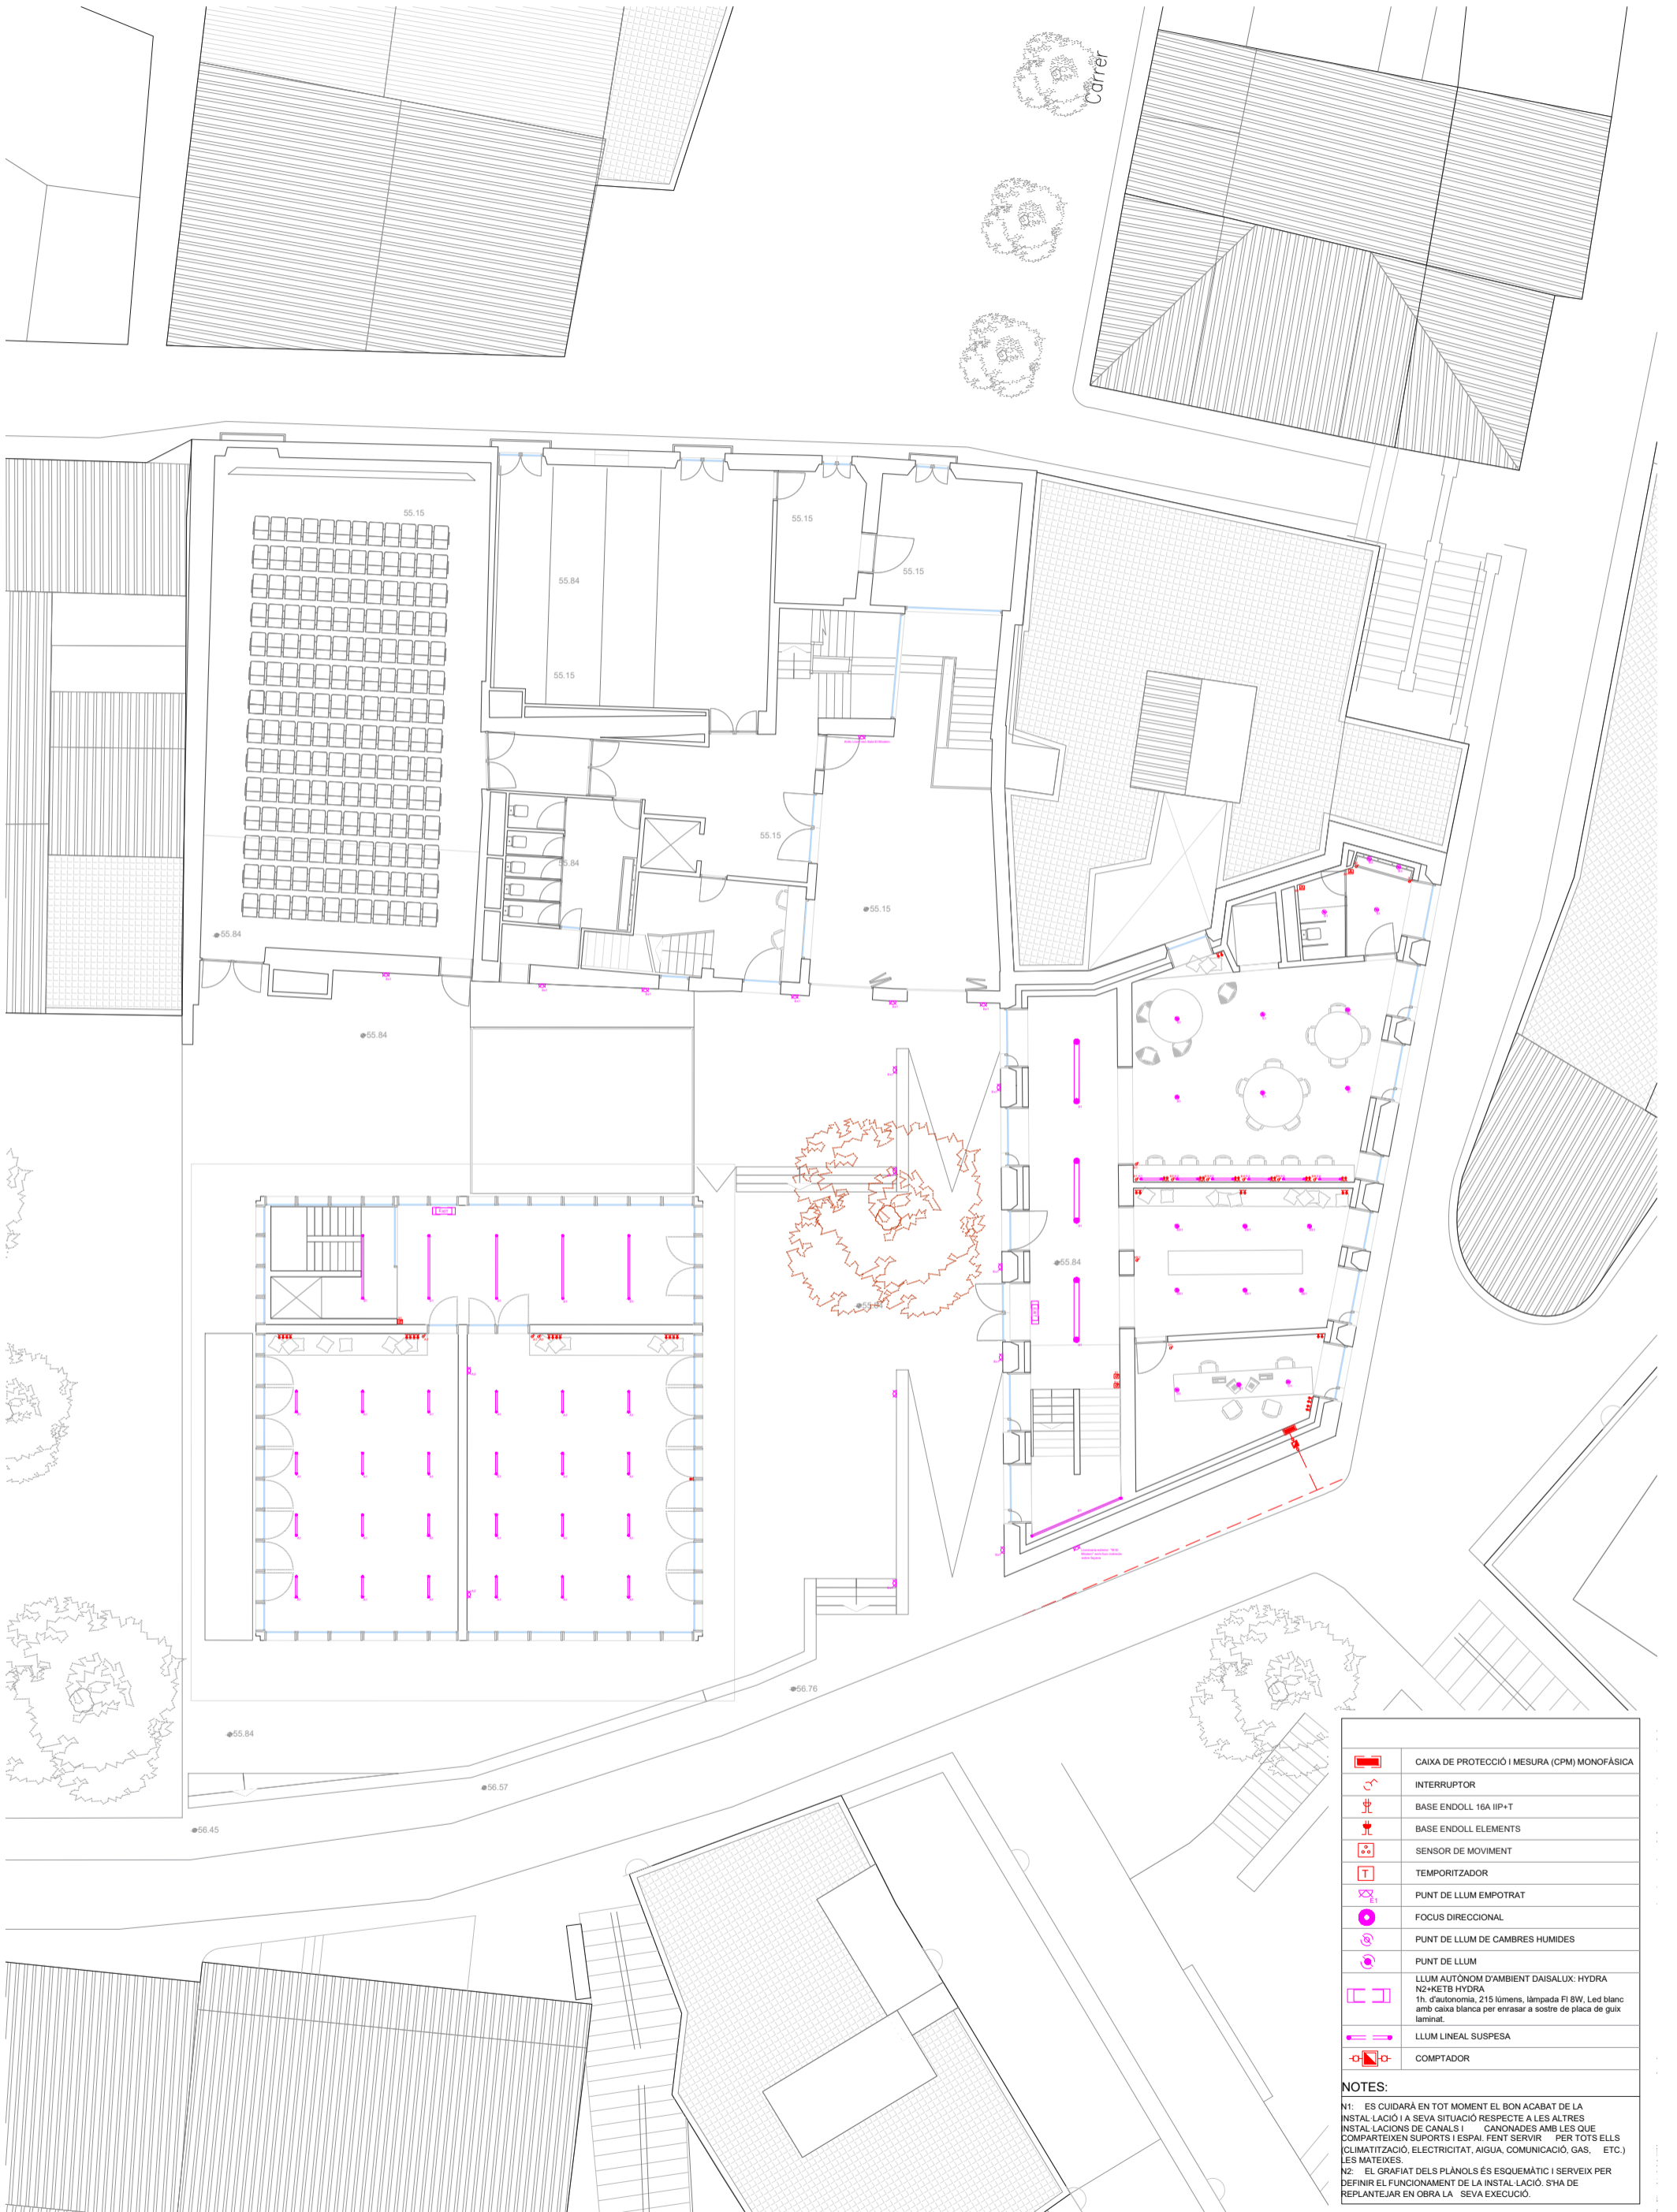 Carrer
55.15
55.15
55.84
55.15
55.15
55.15
55.84
55.15
55.84
55.84
55.84
56.76
55.84
56.57
56.45
CAIXA DE PROTECCIÓ I MESURA (CPM) MONOFÀSICA
INTERRUPTOR
BASE ENDOLL 16A IIP+T
BASE ENDOLL ELEMENTS
SENSOR DE MOVIMENT
T
TEMPORITZADOR
E1
PUNT DE LLUM EMPOTRAT
FOCUS DIRECCIONAL
PUNT DE LLUM DE CAMBRES HUMIDES
PUNT DE LLUM
LLUM AUTÒNOM D'AMBIENT DAISALUX: HYDRA
N2+KETB HYDRA
1h. d'autonomia, 215 lúmens, làmpada Fl 8W, Led blanc
amb caixa blanca per enrasar a sostre de placa de guix
laminat.
LLUM LINEAL SUSPESA
COMPTADOR
NOTES:
N1: ES CUIDARÀ EN TOT MOMENT EL BON ACABAT DE LA
INSTAL·LACIÓ I A SEVA SITUACIÓ RESPECTE A LES ALTRES
INSTAL·LACIONS DE CANALS I CANONADES AMB LES QUE
COMPARTEIXEN SUPORTS I ESPAI. FENT SERVIR PER TOTS ELLS
(CLIMATITZACIÓ, ELECTRICITAT, AIGUA, COMUNICACIÓ, GAS, ETC.)
LES MATEIXES.
N2: EL GRAFIAT DELS PLÀNOLS ÉS ESQUEMÀTIC I SERVEIX PER
DEFINIR EL FUNCIONAMENT DE LA INSTAL·LACIÓ. S'HA DE
REPLANTEJAR EN OBRA LA SEVA EXECUCIÓ.